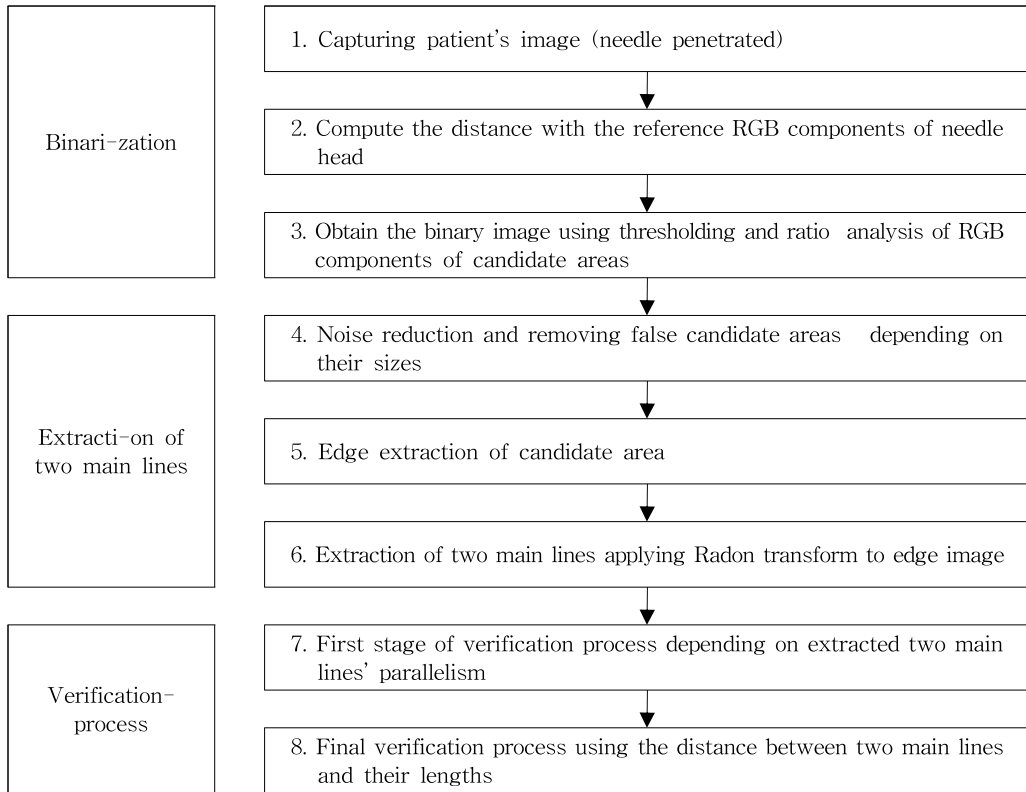 Binari-zation
1. Capturing patient's image (needle penetrated)
2. Compute the distance with the reference RGB components of needle
head
3. Obtain the binary image using thresholding and ratio analysis of RGB
components of candidate areas
Extracti-on of
two main lines
4. Noise reduction and removing false candidate areas depending on
their sizes
5. Edge extraction of candidate area
6. Extraction of two main lines applying Radon transform to edge image
Verification-
process
7. First stage of verification process depending on extracted two main
lines' parallelism
8. Final verification process using the distance between two main lines
and their lengths